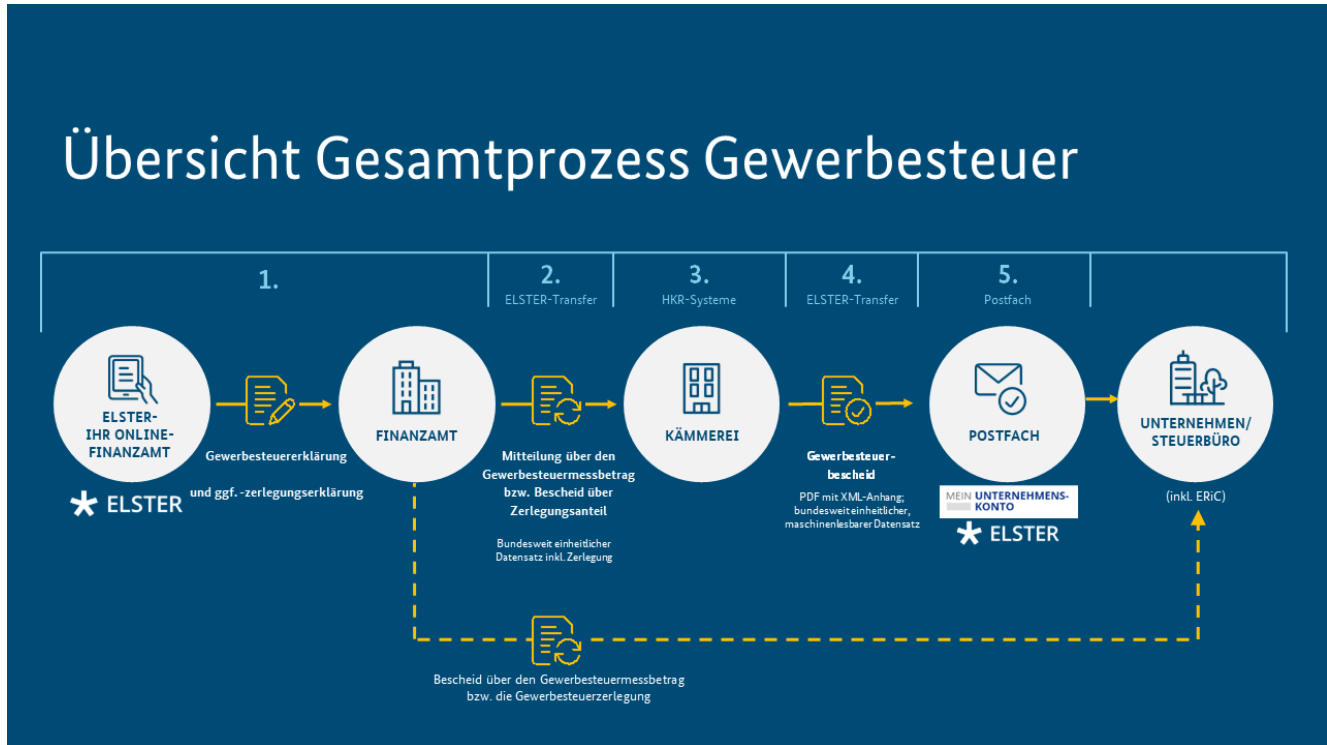 Übersicht Gesamtprozess Gewerbesteuer
1.
2.
ELSTER-Transfer
3.
HKR-Systeme
4.
ELSTER-Transfer
5.
Postfach
ELSTER-
IHR ONLINE-
FINANZAMT
ELSTER
Gewerbesteuererklärung
und ggf. -zerlegungserklärung
FINANZAMT
Mitteilung über den
Gewerbesteuermessbetrag
bzw. Bescheid über
Zerlegungsanteil
Bundesweit einheitlicher
Datensatz inkl. Zerlegung
KÄMMEREI
Gewerbesteuer-
bescheid
PDF mit XML-Anhang;
bundesweit einheitlicher,
maschinenlesbarer Datensatz
POSTFACH
MEIN UNTERNEHMENS-
KONTO
ELSTER
UNTERNEHMEN/
STEUERBÜRO
(inkl. ERiC)
Bescheid über den Gewerbesteuermessbetrag
bzw. die Gewerbesteuerzerlegung